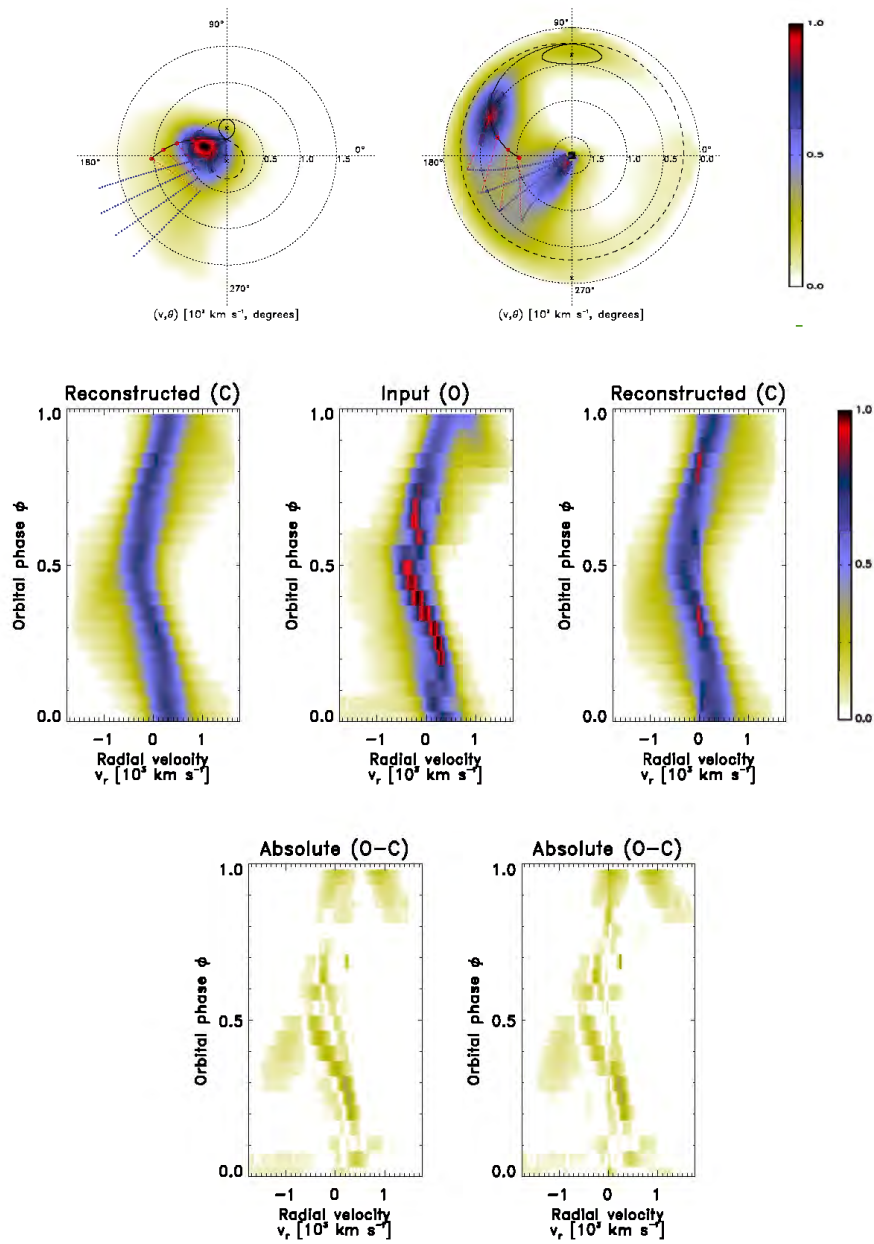 90°
90°
1.0
180°
0°
0.5
1.0
1.5
180°
0°
1.5
1.0
0.5
0.0
0.5
270°
270°
0.0
(v,θ) [10³ km s⁻¹, degrees]
(v,θ) [10³ km s⁻¹, degrees]
Reconstructed (C)
Input (O)
Reconstructed (C)
1.0
0.5
0.0
Orbital phase ϕ
-1 0 1
Radial velocity
vᵣ [10³ km s⁻¹]
1.0
0.5
0.0
Orbital phase ϕ
-1 0 1
Radial velocity
vᵣ [10³ km s⁻¹]
1.0
0.5
0.0
Orbital phase ϕ
-1 0 1
Radial velocity
vᵣ [10³ km s⁻¹]
1.0
0.5
0.0
Absolute (O−C)
Absolute (O−C)
1.0
0.5
0.0
Orbital phase ϕ
-1 0 1
Radial velocity
vᵣ [10³ km s⁻¹]
1.0
0.5
0.0
Orbital phase ϕ
-1 0 1
Radial velocity
vᵣ [10³ km s⁻¹]